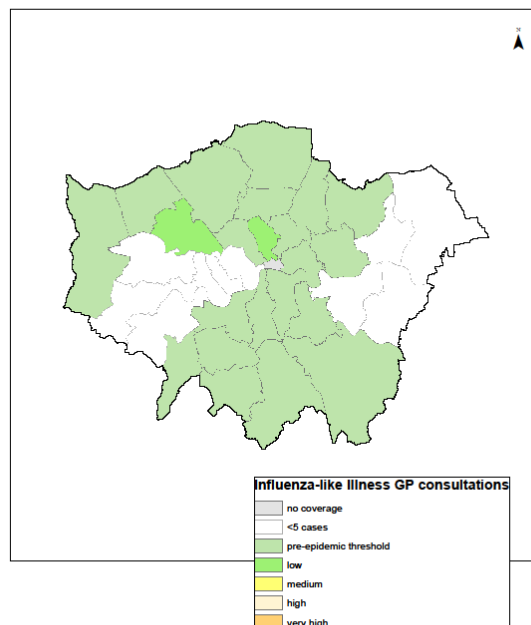 Influenza-like Illness GP consultations
no coverage
<5 cases
pre-epidemic threshold
low
medium
high
very high